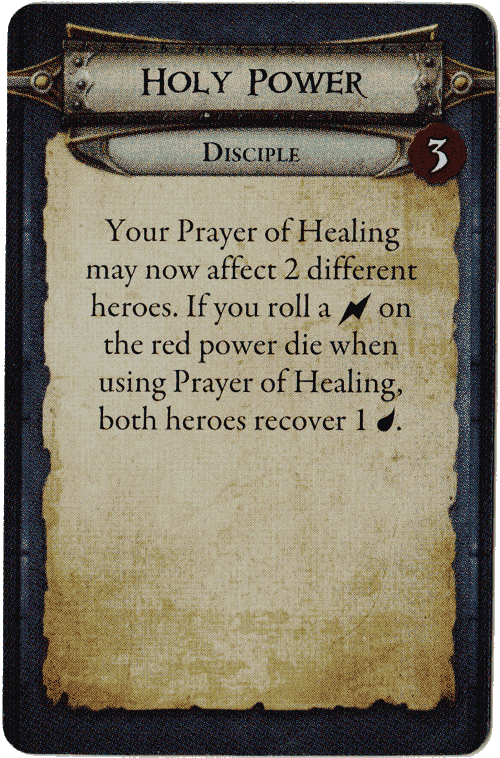 HOLY POWER
DISCIPLE
3
Your Prayer of Healing
may now affect 2 different
heroes. If you roll a on
the red power die when
using Prayer of Healing,
both heroes recover 1 .